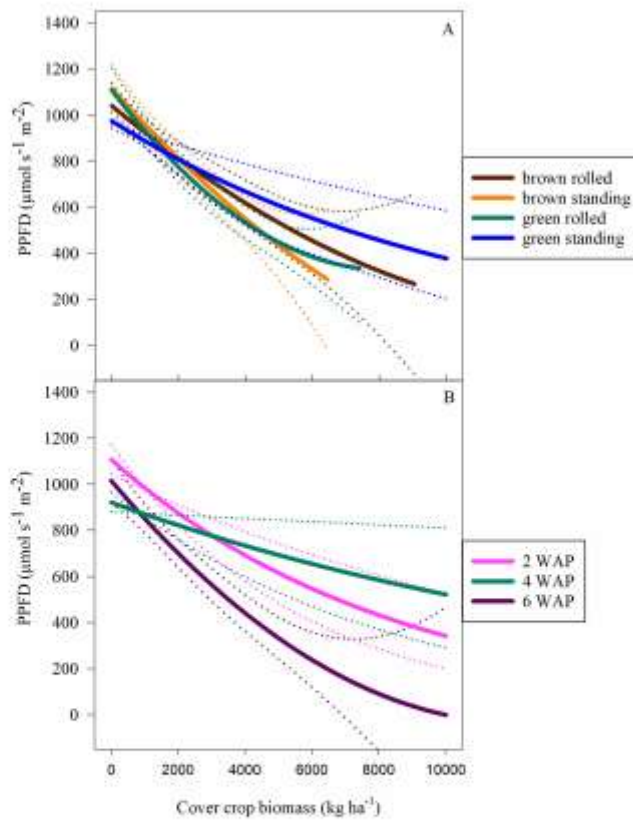 A
1400
1200
1000
800
600
400
200
0
PPFD (µmol s⁻¹ m⁻²)
brown rolled
brown standing
green rolled
green standing
B
1400
1200
1000
800
600
400
200
0
PPFD (µmol s⁻¹ m⁻²)
2 WAP
4 WAP
6 WAP
0 2000 4000 6000 8000 10000
Cover crop biomass (kg ha⁻¹)